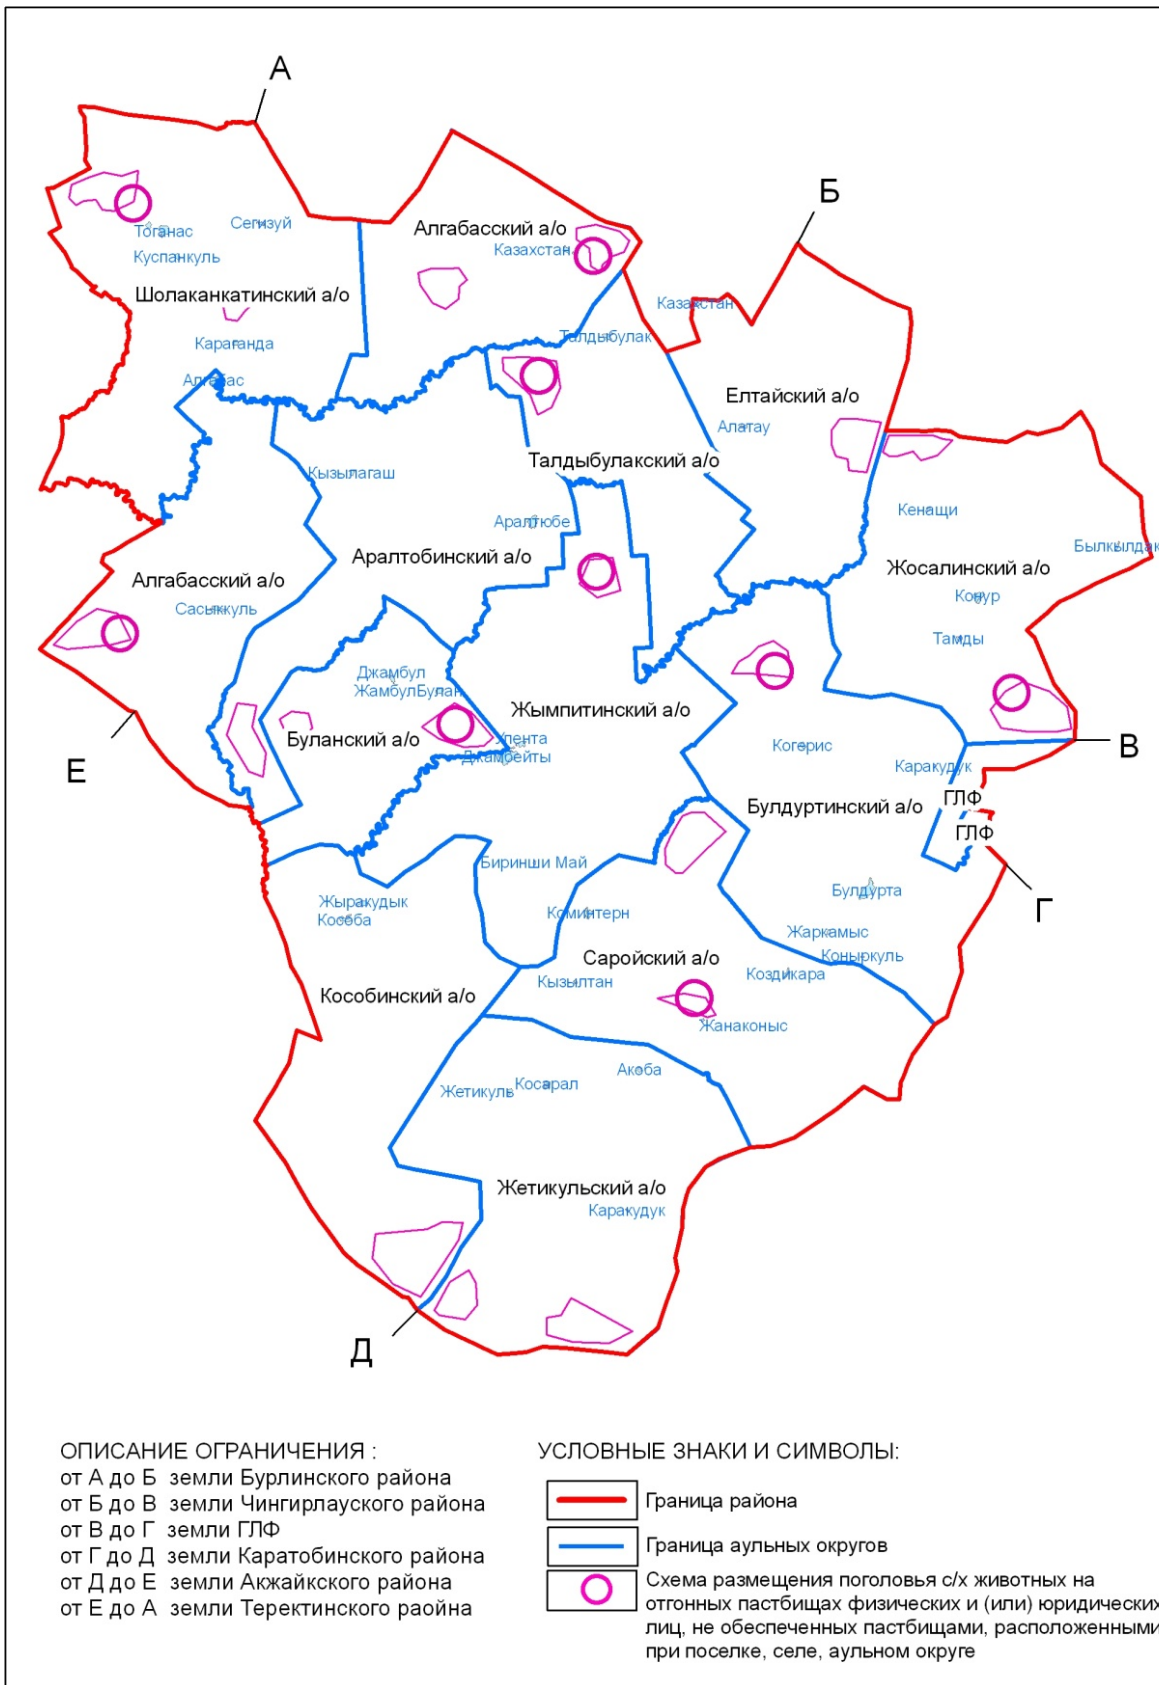 А
Б
Сегизуй
Тоганас
Куспанкуль
Алгабасский а/о
Казахстан
Шолаканкатинский а/о
Казахстан
Караганда
Талдыбулак
Алгабас
Елтайский а/о
Алатау
Кызылагаш
Талдыбулакский а/о
Кенащи
Аралтюбе
Былкылдак
Аралтобинский а/о
Жосалинский а/о
Алгабасский а/о
Сасыккуль
Конур
Тамды
Джамбул
ЖамбулБулан
Жымпитинский а/о
Буланский а/о
Улента
Джамбейты
Когерис
В
Е
Каракудук
ГЛФ
Булдуртинский а/о
ГЛФ
Биринши Май
Булдурта
Г
Жыракудык
Кособа
Коминтерн
Жаркамыс
Саройский а/о
Коныркуль
Кызылтан
Коздикара
Кособинский а/о
Жанаконыс
Акоба
Жетикуль
Косарал
Жетикульский а/о
Каракудук
Д
ОПИСАНИЕ ОГРАНИЧЕНИЯ :
от А до Б земли Бурлинского района
от Б до В земли Чингирлауского района
от В до Г земли ГЛФ
от Г до Д земли Каратобинского района
от Д до Е земли Акжайкского района
от Е до А земли Теректинского раойна
УСЛОВНЫЕ ЗНАКИ И СИМВОЛЫ:
Граница района
Граница аульных округов
Схема размещения поголовья с/х животных на
отгонных пастбищах физических и (или) юридических
лиц, не обеспеченных пастбищами, расположенными
при поселке, селе, аульном округе